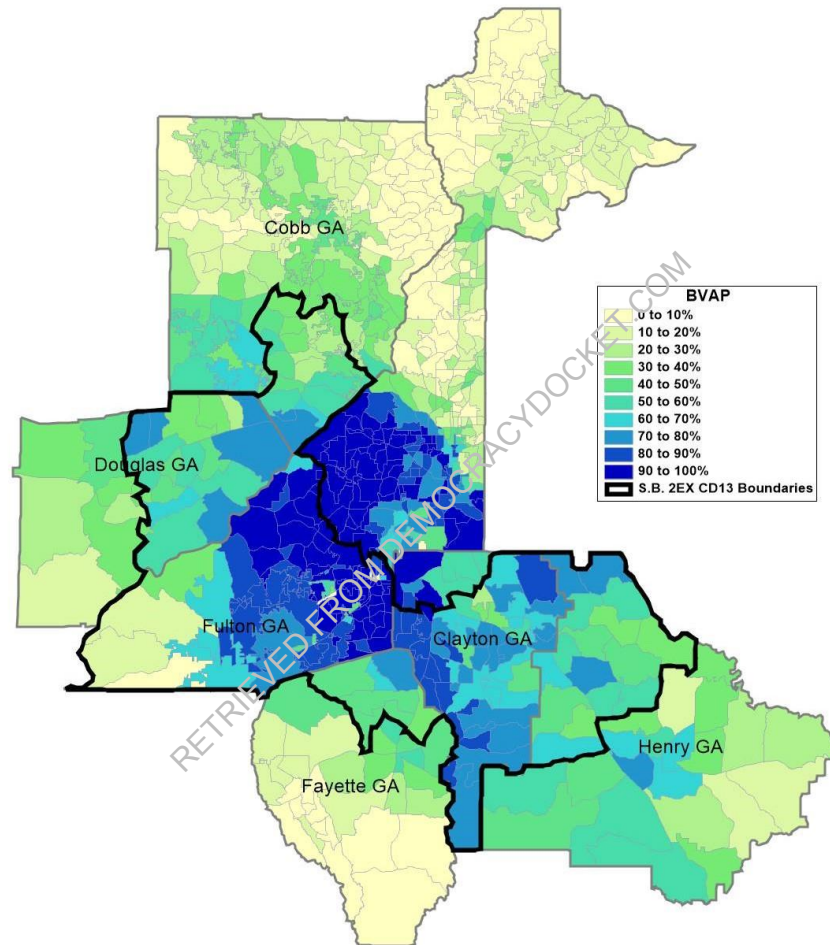 Cobb GA
BVAP
0 to 10%
10 to 20%
20 to 30%
30 to 40%
40 to 50%
50 to 60%
60 to 70%
70 to 80%
80 to 90%
90 to 100%
S.B. 2EX CD13 Boundaries
Douglas GA
Fulton GA
Clayton GA
Henry GA
Fayette GA
RETRIEVED FROM DEMOCRACYDOCKET.COM